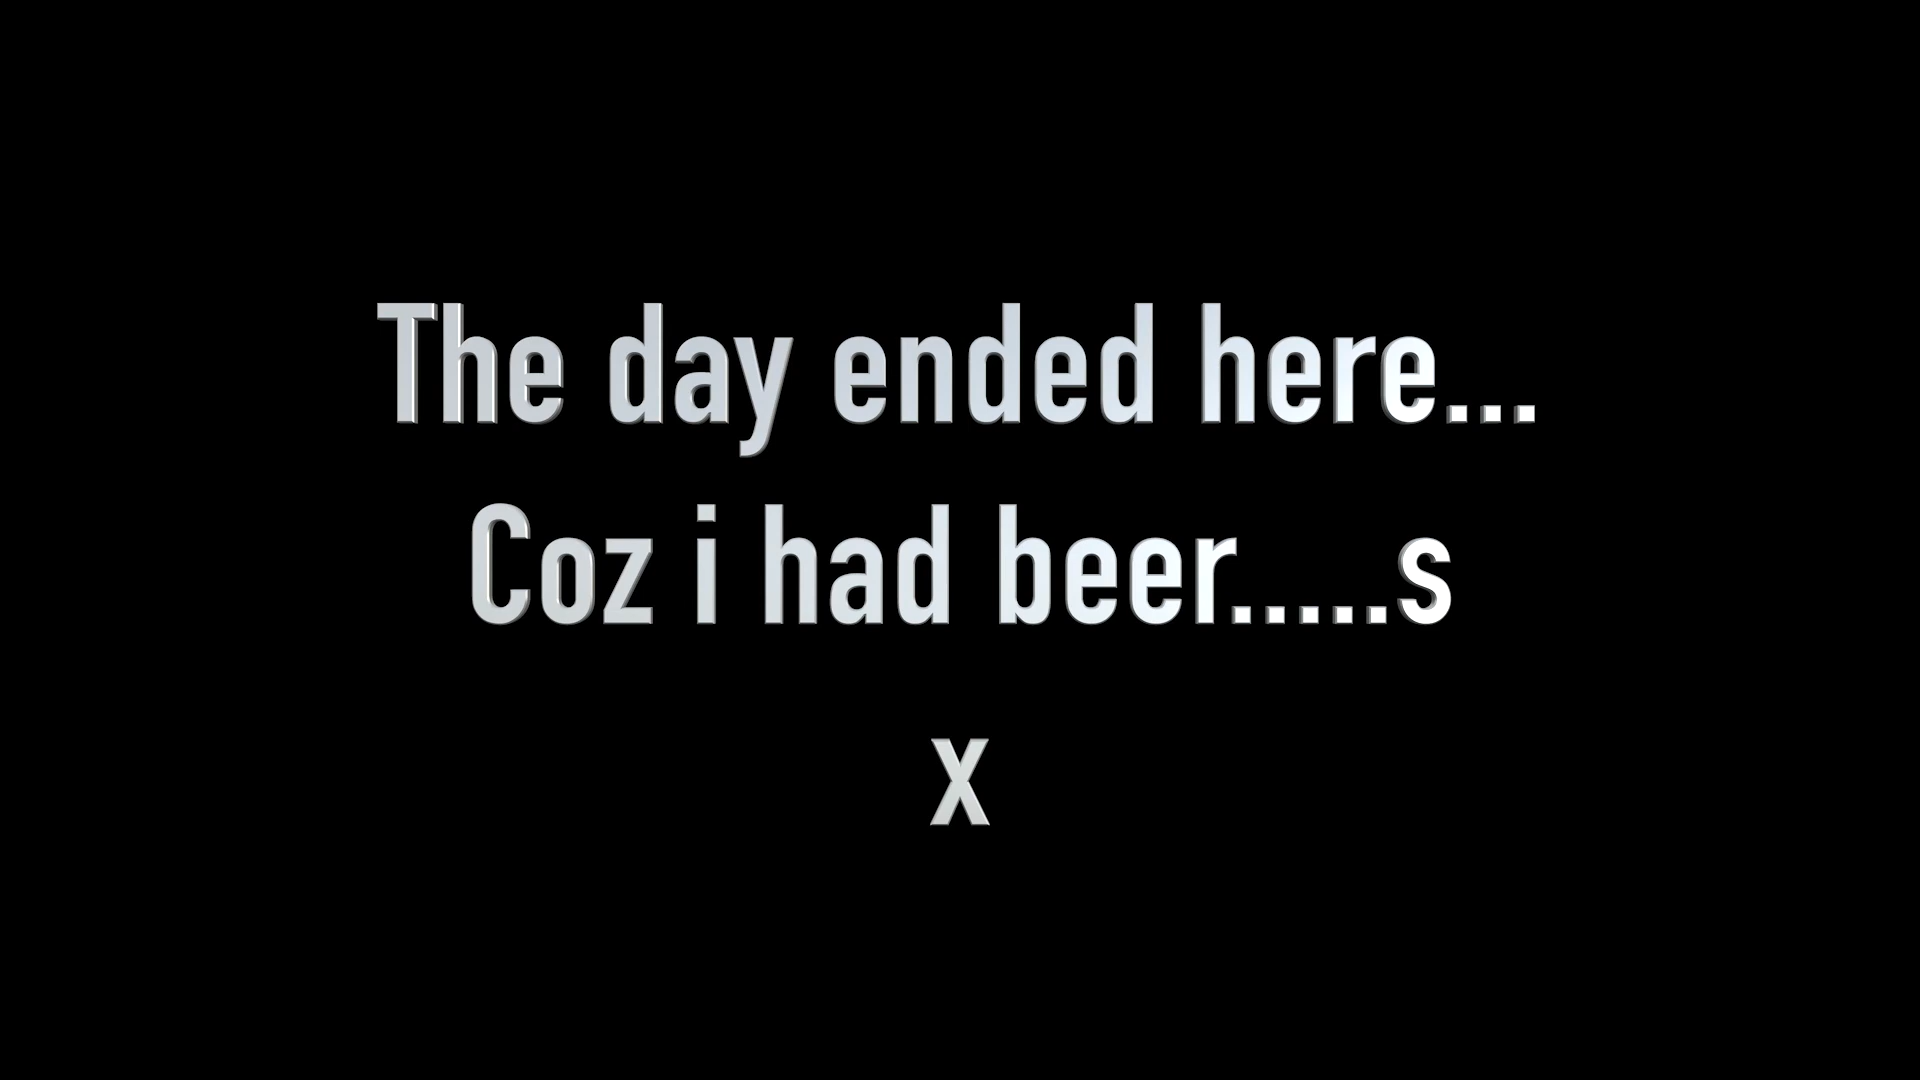 The day ended here...
Coz i had beer.....s
x